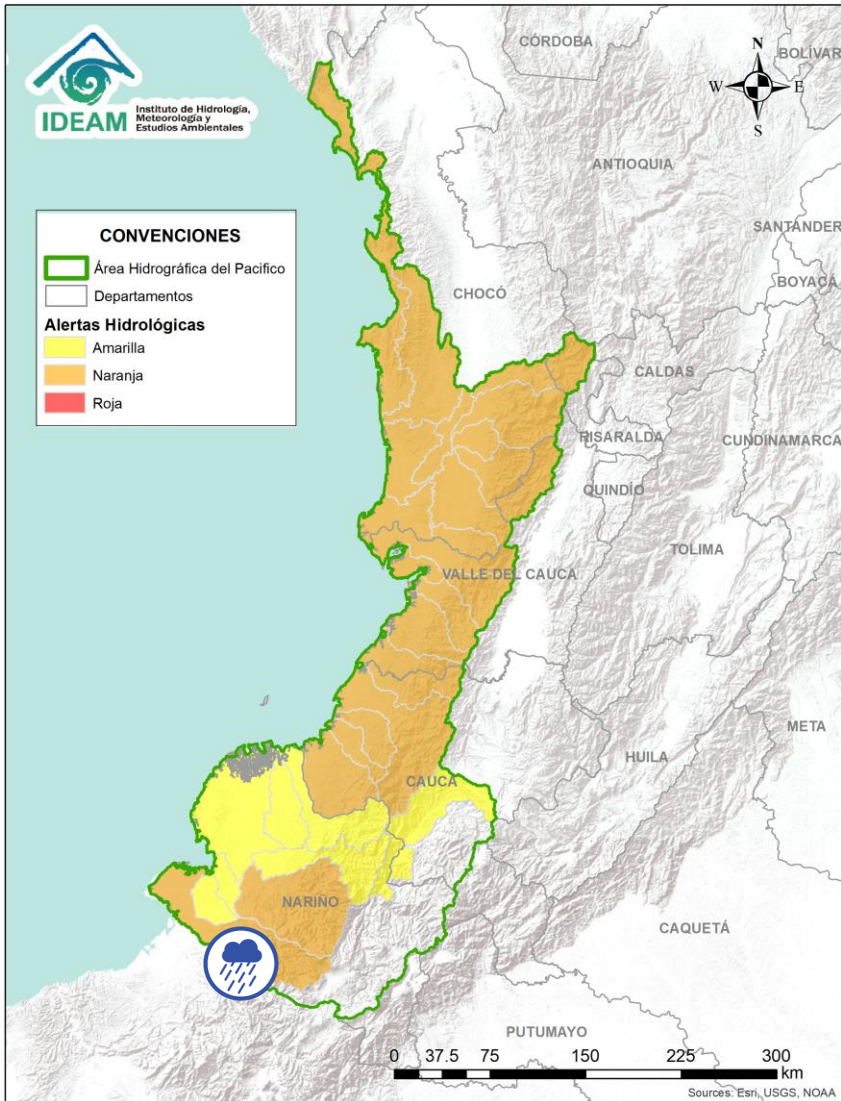 IDEAM
Instituto de Hidrología,
Meteorología y
Estudios Ambientales
CÓRDOBA
BOLÍVAR
N
W
E
S
ANTIOQUIA
CONVENCIONES
Área Hidrográfica del Pacifico
Departamentos
Alertas Hidrológicas
Amarilla
Naranja
Roja
SANTANDER
BOYACÁ
CHOCÓ
CALDAS
RISARALDA
CUNDINAMARCA
QUINDÍO
TOLIMA
VALLE DEL CAUCA
META
HUILA
CAUCA
NARIÑO
CAQUETÁ
PUTUMAYO
0 37.5 75 150 225 300
km
Sources: Esri, USGS, NOAA